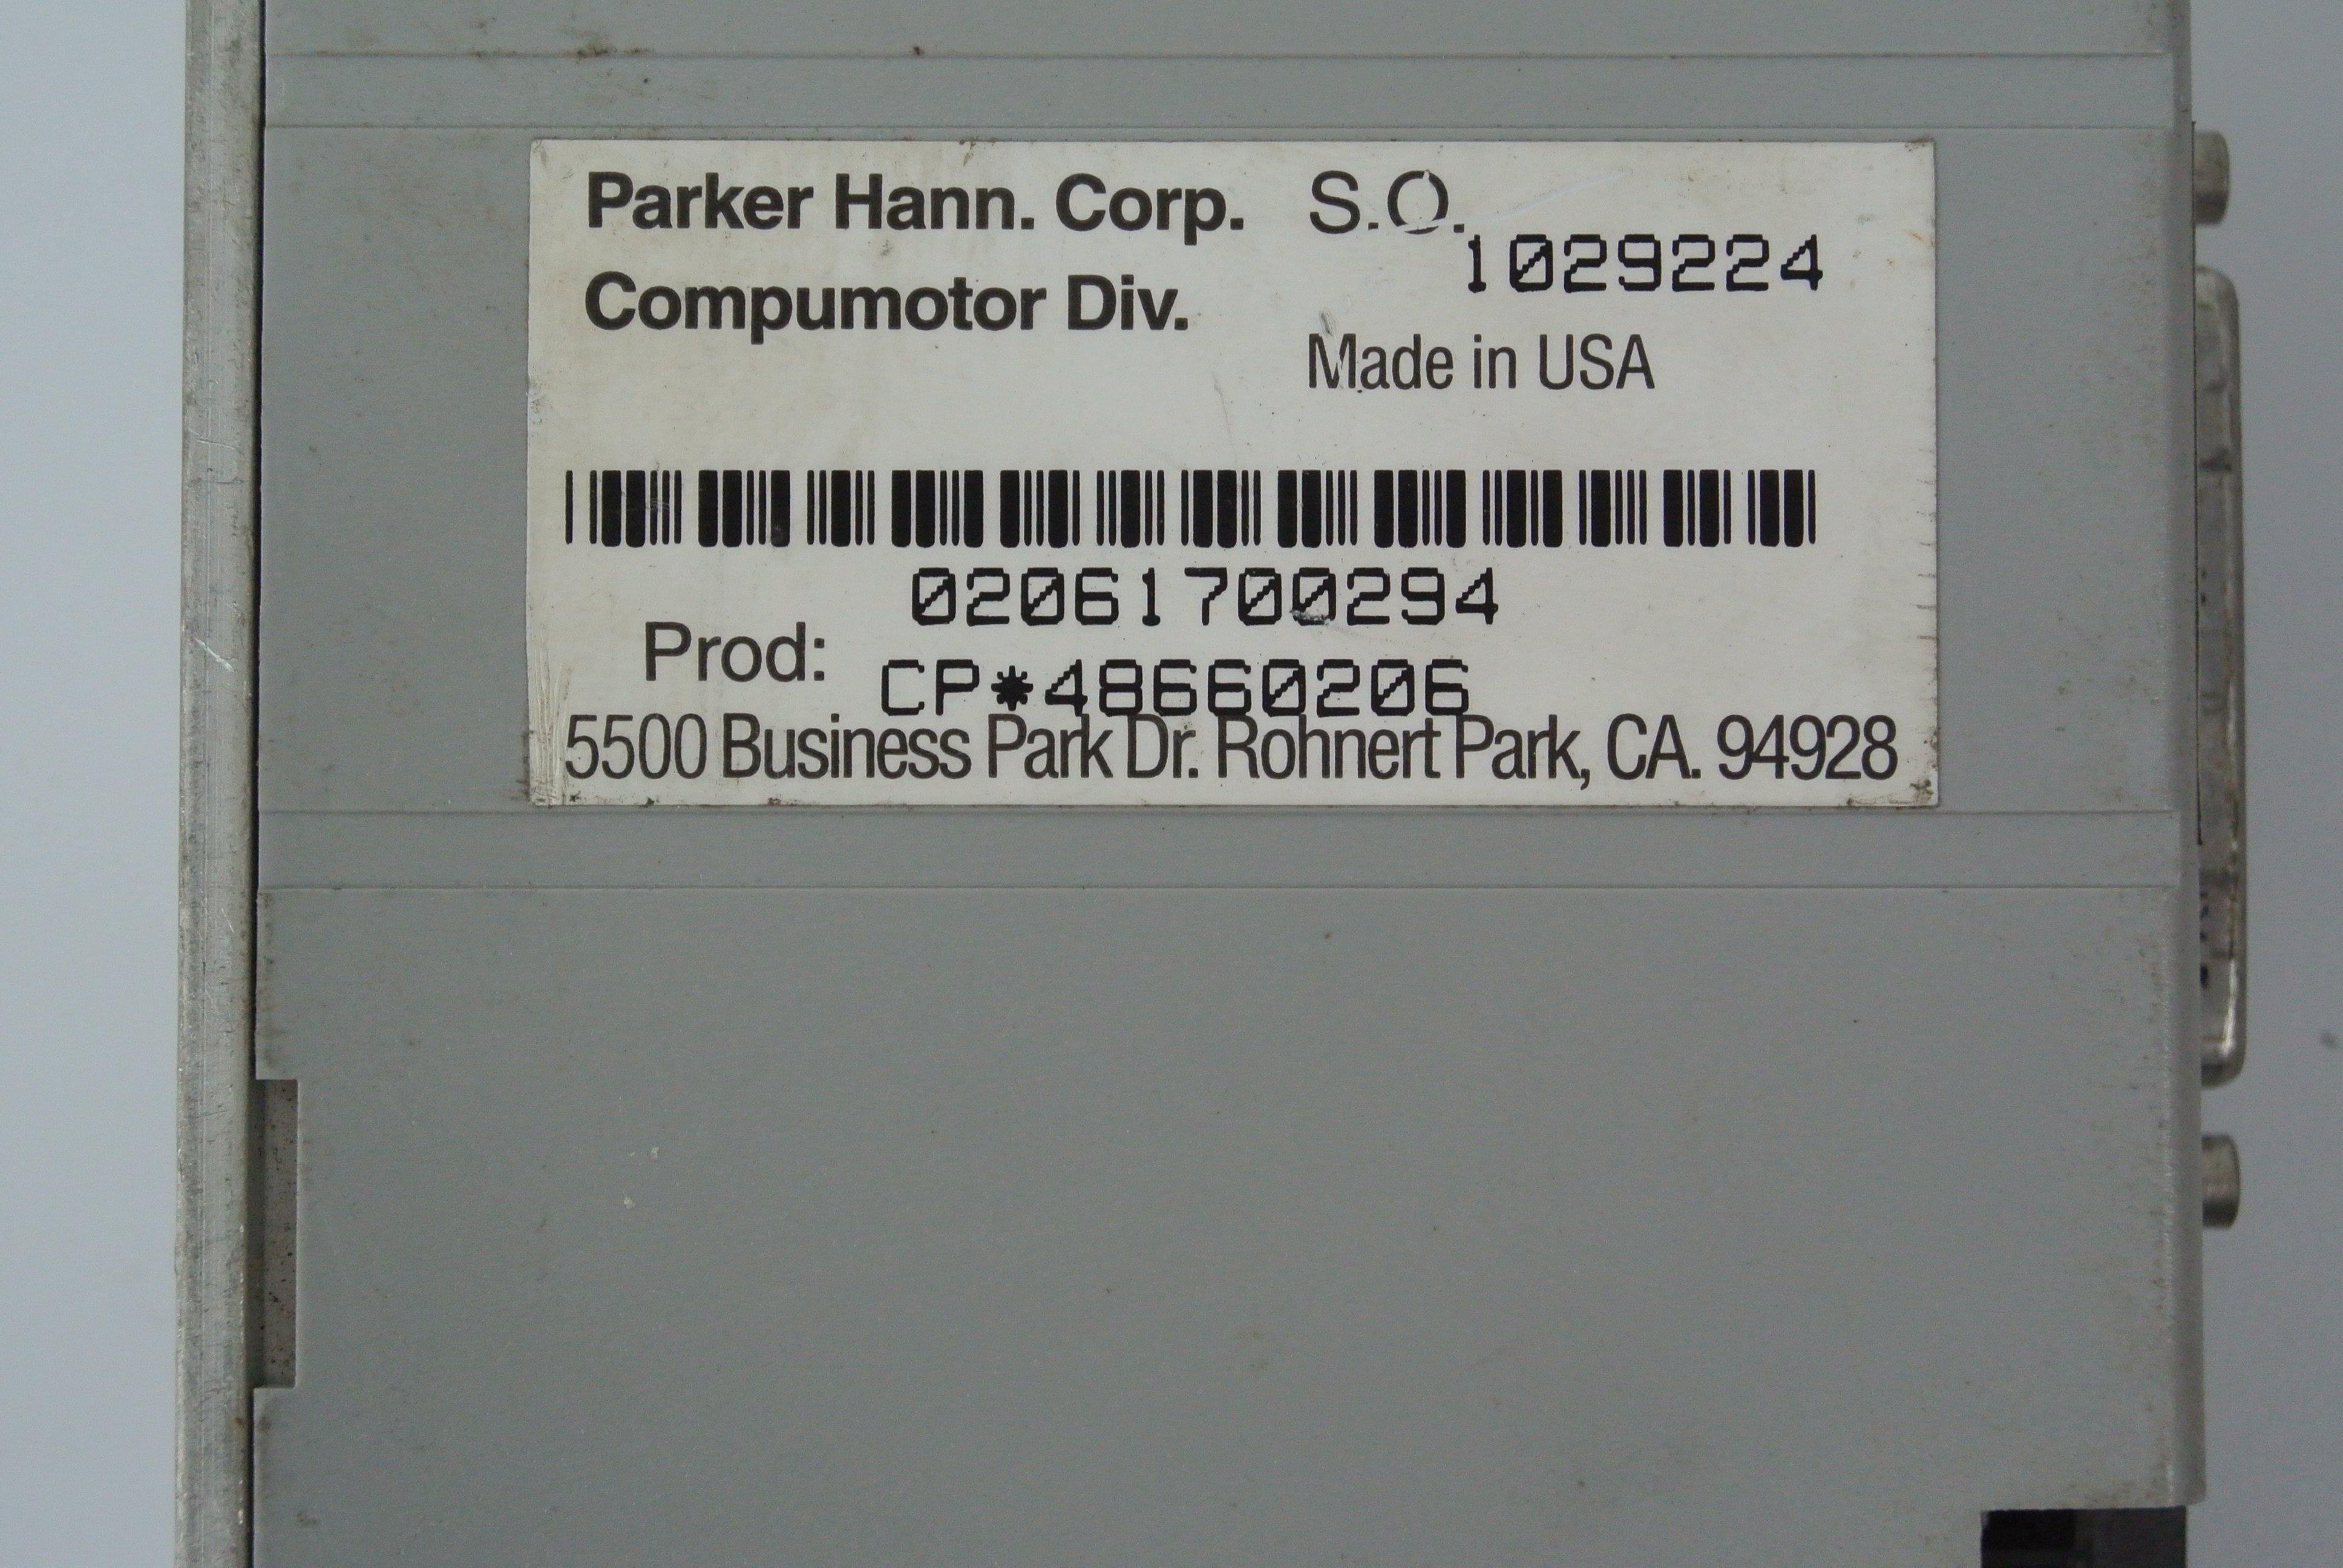 Parker Hann. Corp. S.O. 1029224
Compumotor Div.
Made in USA
02061700294
Prod: CP*48660206
5500 Business Park Dr. Rohnert Park, CA. 94928